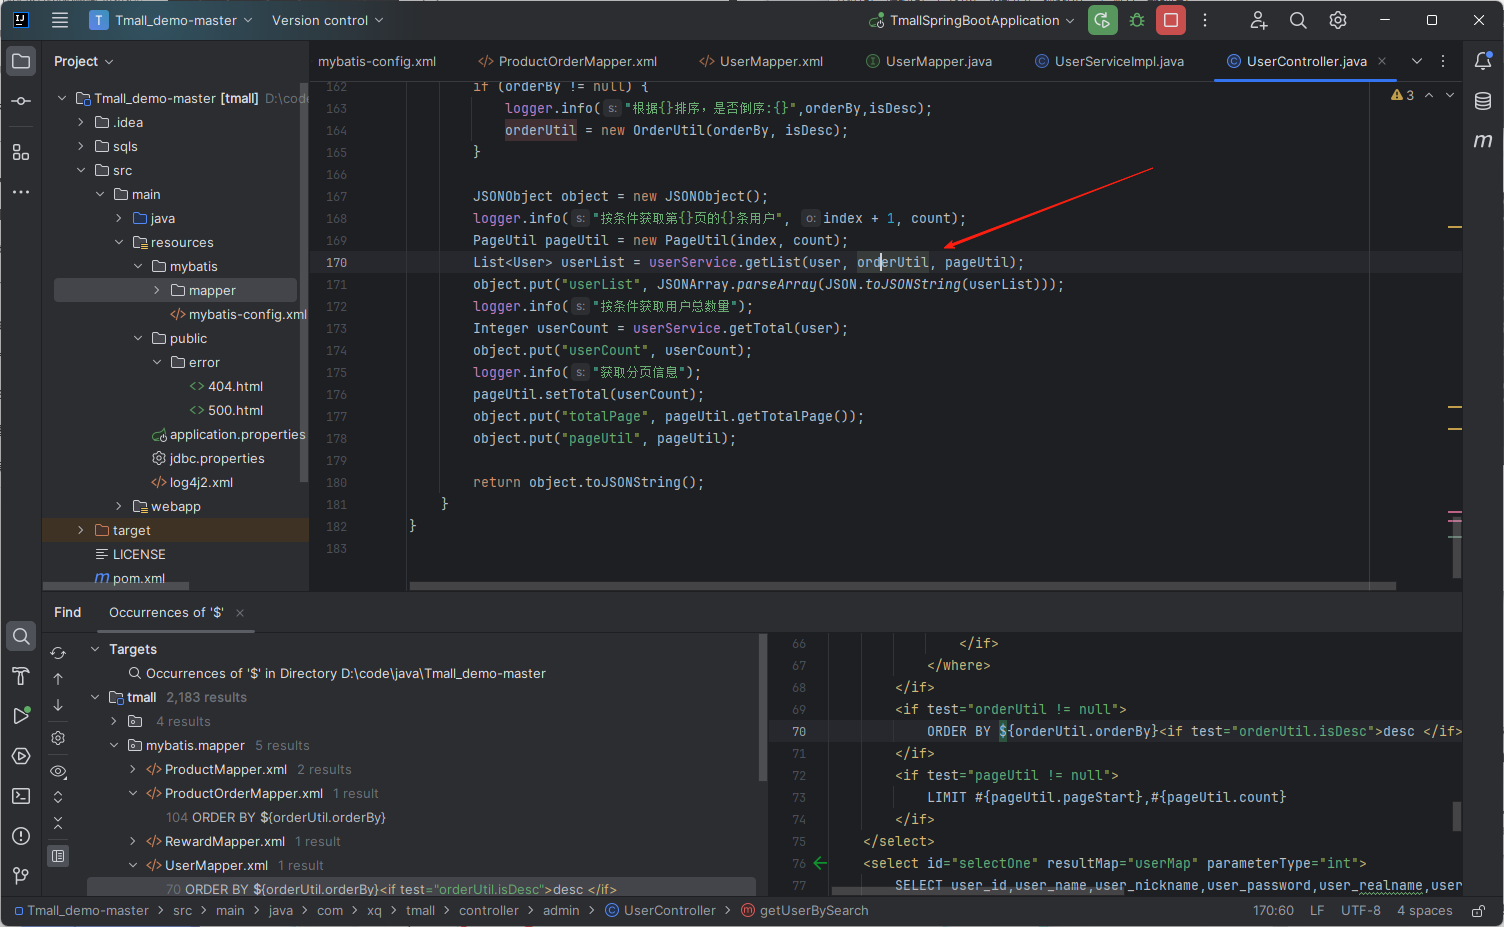 T Tmall_demo-master Version control TmallSpringBootApplication
Project
mybatis-config.xml ProductOrderMapper.xml UserMapper.xml UserMapper.java UserServiceImpl.java UserController.java
Tmall_demo-master [tmall] D:\code
.idea
sqls
src
main
java
resources
mybatis
mapper
mybatis-config.xml
public
error
404.html
500.html
application.properties
jdbc.properties
log4j2.xml
webapp
target
LICENSE
pom.xml
3
162 if (orderBy != null) {
163 logger.info( s: "根据{}排序，是否倒序:{}",orderBy,isDesc);
164 orderUtil = new OrderUtil(orderBy, isDesc);
165 }
166
167 JSONObject object = new JSONObject();
168 logger.info( s: "按条件获取第{}页的{}条用户", o: index + 1, count);
169 PageUtil pageUtil = new PageUtil(index, count);
170 List<User> userList = userService.getList(user, orderUtil, pageUtil);
171 object.put("userList", JSONArray.parseArray(JSON.toJSONString(userList)));
172 logger.info( s: "按条件获取用户总数量");
173 Integer userCount = userService.getTotal(user);
174 object.put("userCount", userCount);
175 logger.info( s: "获取分页信息");
176 pageUtil.setTotal(userCount);
177 object.put("totalPage", pageUtil.getTotalPage());
178 object.put("pageUtil", pageUtil);
179
180 return object.toJSONString();
181 }
182 }
183
Find Occurrences of '$'
Targets
Occurrences of '$' in Directory D:\code\java\Tmall_demo-master
tmall 2,183 results
4 results
mybatis.mapper 5 results
ProductMapper.xml 2 results
ProductOrderMapper.xml 1 result
104 ORDER BY ${orderUtil.orderBy}
RewardMapper.xml 1 result
UserMapper.xml 1 result
70 ORDER BY ${orderUtil.orderBy}<if test="orderUtil.isDesc">desc </if>
66 </if>
67 </where>
68 </if>
69 <if test="orderUtil != null">
70 ORDER BY ${orderUtil.orderBy}<if test="orderUtil.isDesc">desc </if>
71 </if>
72 <if test="pageUtil != null">
73 LIMIT #{pageUtil.pageStart},#{pageUtil.count}
74 </if>
75 </select>
76 <select id="selectOne" resultMap="userMap" parameterType="int">
77 SELECT user_id,user_name,user_nickname,user_password,user_realname,user
Tmall_demo-master > src > main > java > com > xq > tmall > controller > admin > UserController > getUserBySearch
170:60 LF UTF-8 4 spaces